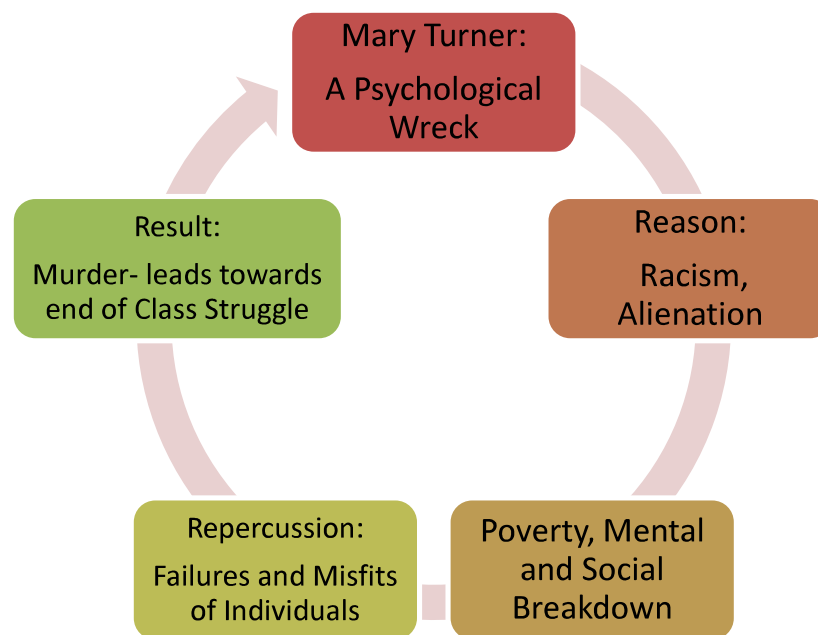 Mary Turner:
A Psychological
Wreck
Reason:
Racism,
Alienation
Poverty, Mental
and Social
Breakdown
Repercussion:
Failures and Misfits
of Individuals
Result:
Murder- leads towards
end of Class Struggle